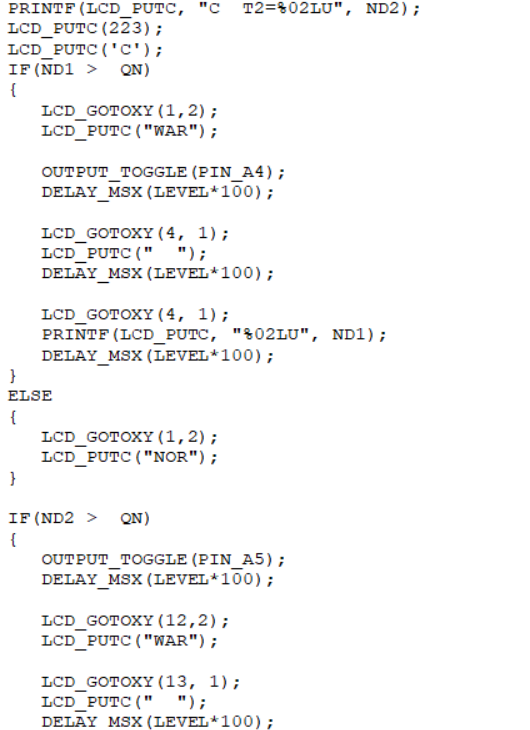 PRINTF(LCD_PUTC, "C  T2=%02LU", ND2);
LCD_PUTC(223);
LCD_PUTC('C');
IF(ND1 >  QN)
{
LCD_GOTOXY(1,2);
LCD_PUTC("WAR");
OUTPUT_TOGGLE(PIN_A4);
DELAY_MSX(LEVEL*100);
LCD_GOTOXY(4, 1);
LCD_PUTC("  ");
DELAY_MSX(LEVEL*100);
LCD_GOTOXY(4, 1);
PRINTF(LCD_PUTC, "%02LU", ND1);
DELAY_MSX(LEVEL*100);
}
ELSE
{
LCD_GOTOXY(1,2);
LCD_PUTC("NOR");
}
IF(ND2 >  QN)
{
OUTPUT_TOGGLE(PIN_A5);
DELAY_MSX(LEVEL*100);
LCD_GOTOXY(12,2);
LCD_PUTC("WAR");
LCD_GOTOXY(13, 1);
LCD_PUTC("  ");
DELAY_MSX(LEVEL*100);